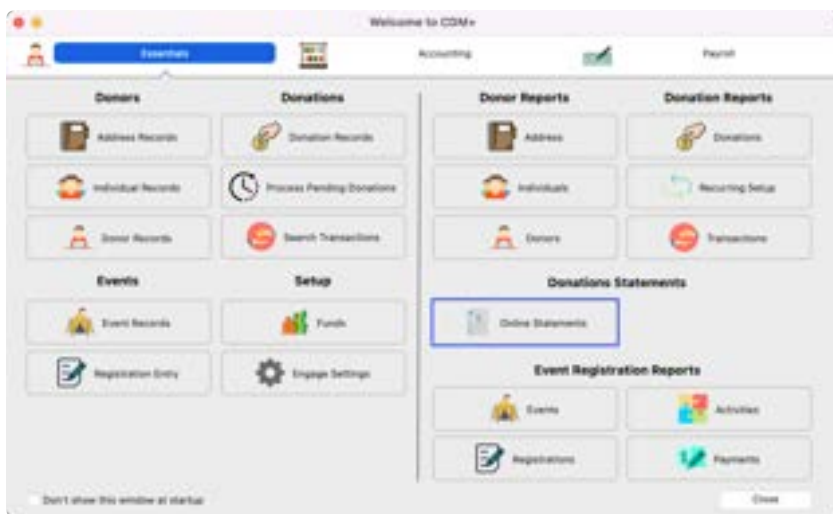 Welcome to CDM+
Essentials Accounting Payroll
Donors Donations Donor Reports Donation Reports
Address Records Donation Records Address Donations
Individual Records Process Pending Donations Individuals Recurring Setup
Donor Records Search Transactions Donors Transactions
Events Setup Donations Statements
Event Records Funds Online Statements
Registration Entry Engage Settings Event Registration Reports
Events Activities
Registrations Payments
Don't show this window at startup Close